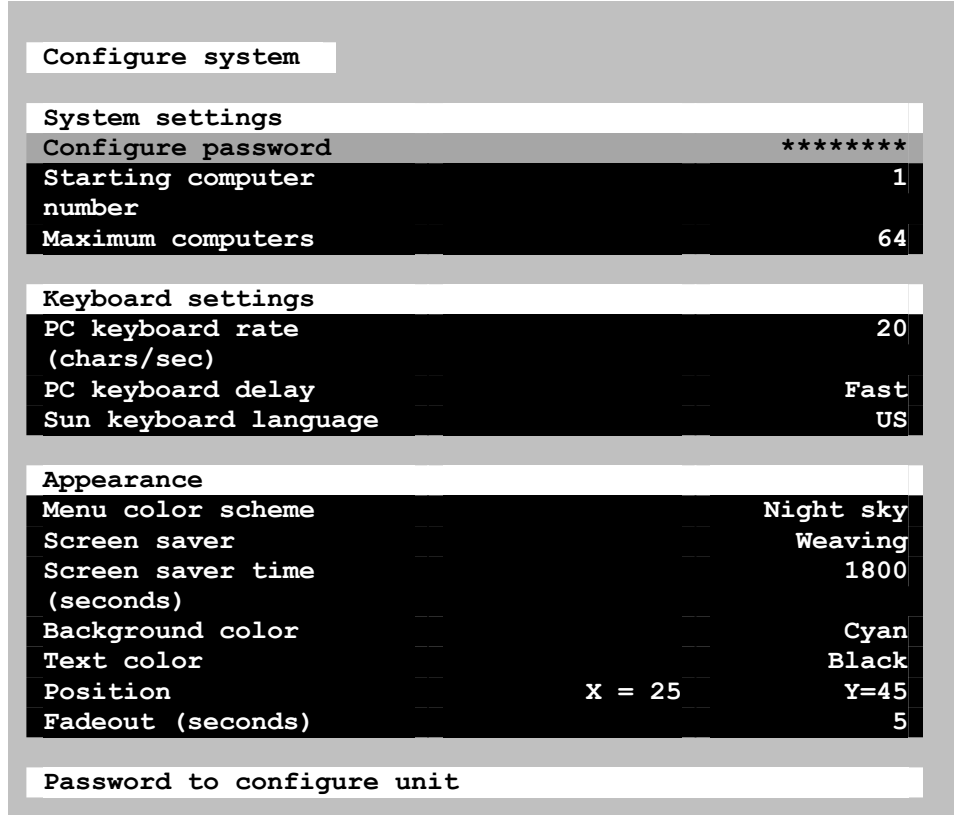 Configure system
System settings
Configure password ********
Starting computer 1
number
Maximum computers 64
Keyboard settings
PC keyboard rate 20
(chars/sec)
PC keyboard delay Fast
Sun keyboard language US
Appearance
Menu color scheme Night sky
Screen saver Weaving
Screen saver time 1800
(seconds)
Background color Cyan
Text color Black
Position X = 25 Y=45
Fadeout (seconds) 5
Password to configure unit